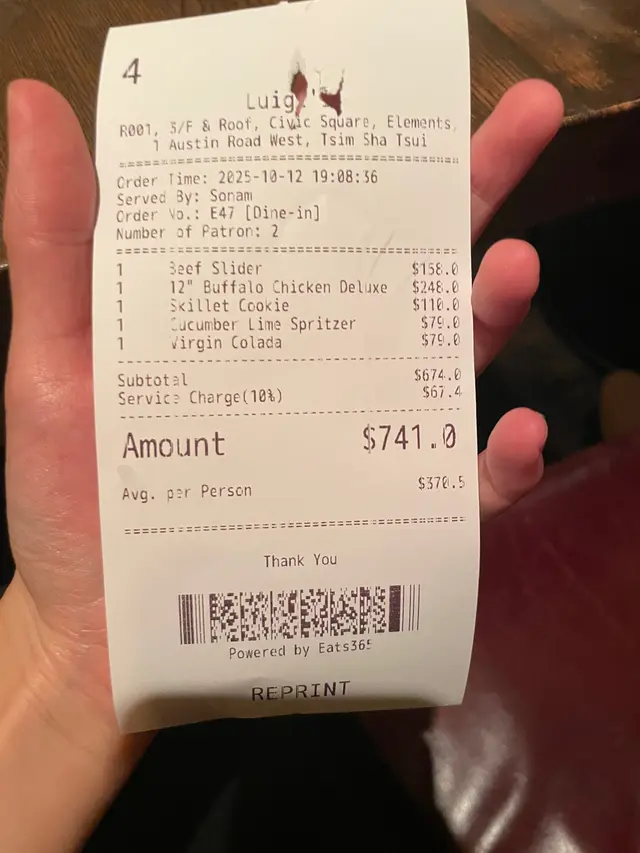 4
Luigi's
R001, 3/F & Roof, Civic Square, Elements,
1 Austin Road West, Tsim Sha Tsui
Order Time: 2025-10-12 19:08:36
Served By: Sonam
Order No.: E47 [Dine-in]
Number of Patron: 2
1 Beef Slider $158.0
1 12" Buffalo Chicken Deluxe $248.0
1 Skillet Cookie $110.0
1 Cucumber Lime Spritzer $79.0
1 Virgin Colada $79.0
Subtotal $674.0
Service Charge(10%) $67.4
Amount $741.0
Avg. per Person $370.5
Thank You
Powered by Eats365
REPRINT